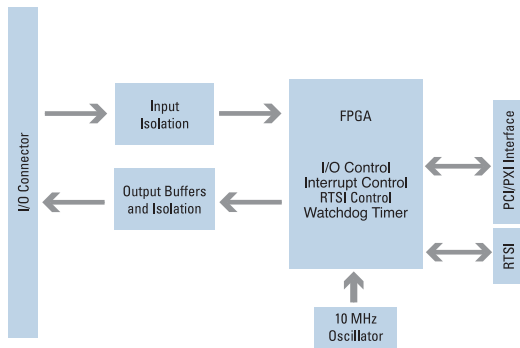 I/O Connector
Input
Isolation
Output Buffers
and Isolation
FPGA
I/O Control
Interrupt Control
RTSI Control
Watchdog Timer
10 MHz
Oscillator
PCI/PXI Interface
RTSI